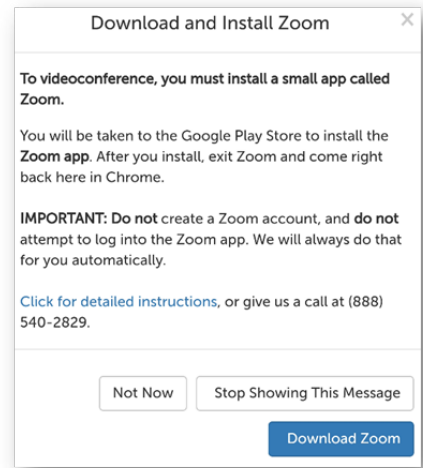 Download and Install Zoom ×
To videoconference, you must install a small app called
Zoom.
You will be taken to the Google Play Store to install the
Zoom app. After you install, exit Zoom and come right
back here in Chrome.
IMPORTANT: Do not create a Zoom account, and do not
attempt to log into the Zoom app. We will always do that
for you automatically.
Click for detailed instructions, or give us a call at (888)
540-2829.
Not Now
Stop Showing This Message
Download Zoom